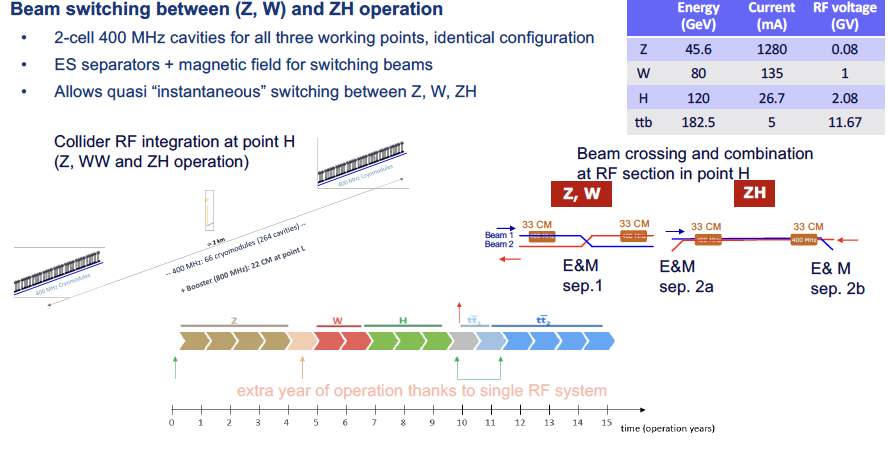 Beam switching between (Z, W) and ZH operation
• 2-cell 400 MHz cavities for all three working points, identical configuration
• ES separators + magnetic field for switching beams
• Allows quasi “instantaneous” switching between Z, W, ZH
Energy (GeV) Current (mA) RF voltage (GV)
Z 45.6 1280 0.08
W 80 135 1
H 120 26.7 2.08
ttb 182.5 5 11.67
Collider RF integration at point H
(Z, WW and ZH operation)
400 MHz Cryomodules
≈ 2 km
-- 400 MHz: 66 cryomodules (264 cavities) --
+ Booster (800 MHz): 22 CM at point L
400 MHz Cryomodules
Beam crossing and combination
at RF section in point H
Z, W
ZH
33 CM
33 CM
33 CM
33 CM
Beam 1
Beam 2
400 MHz
E&M
sep.1
E&M
sep. 2a
E& M
sep. 2b
Z W H tt̅1 tt̅2
extra year of operation thanks to single RF system
0 1 2 3 4 5 6 7 8 9 10 11 12 13 14 15
time (operation years)